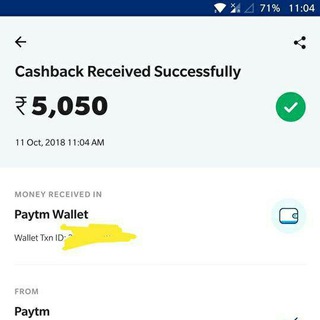 71% 11:04
Cashback Received Successfully
₹5,050
11 Oct, 2018 11:04 AM
MONEY RECEIVED IN
Paytm Wallet
Wallet Txn ID:
FROM
Paytm